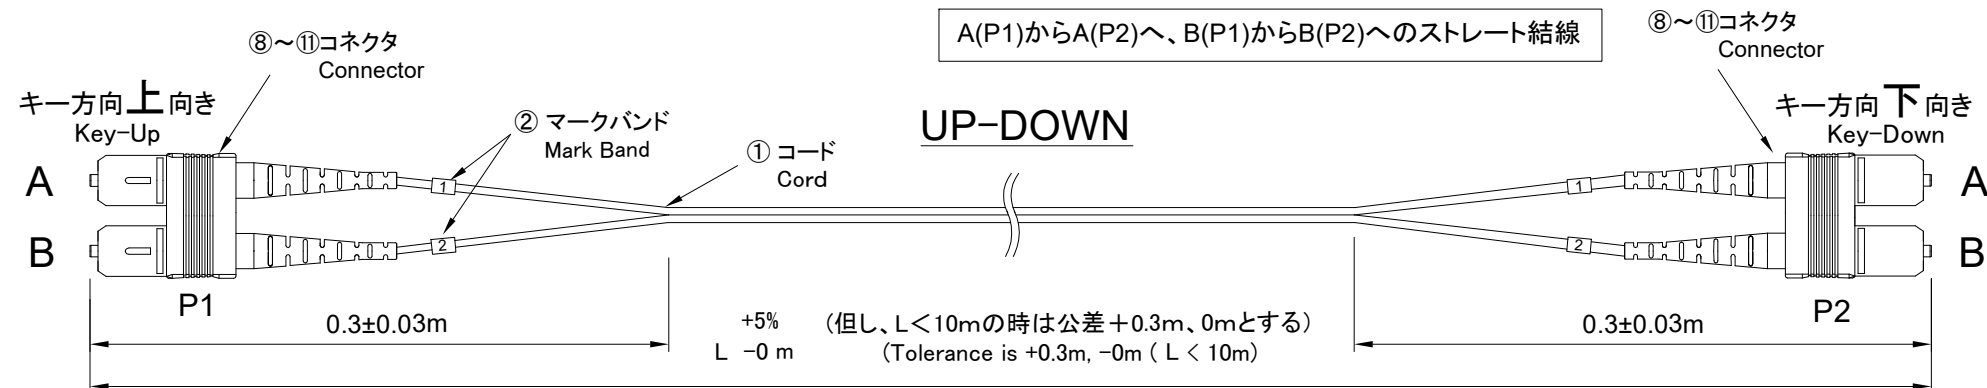 A(P1)からA(P2)へ、B(P1)からB(P2)へのストレート結線
⑧～⑪コネクタ
Connector
⑧～⑪コネクタ
Connector
キー方向上向き
Key-Up
キー方向下向き
Key-Down
② マークバンド
Mark Band
UP-DOWN
① コード
Cord
A
1
1
A
B
2
2
B
P1
P2
0.3±0.03m
+5%
L -0 m
(但し、L＜10mの時は公差＋0.3m、0mとする)
(Tolerance is +0.3m, -0m ( L < 10m)
0.3±0.03m